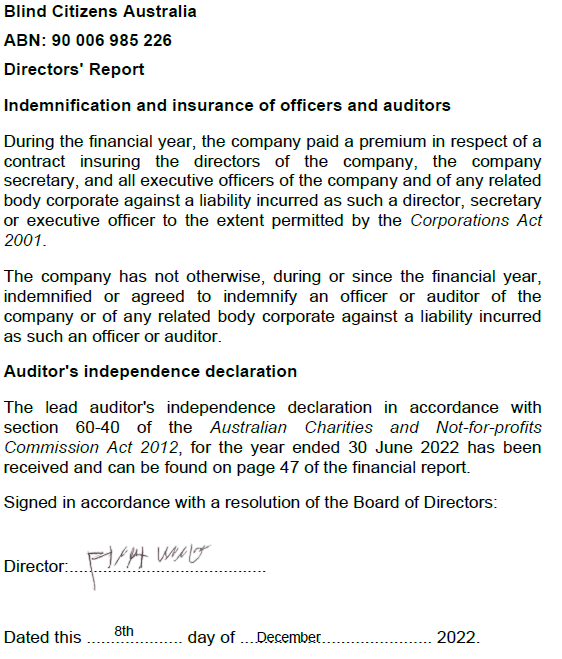 Blind Citizens Australia
ABN: 90 006 985 226
Directors' Report
Indemnification and insurance of officers and auditors
During the financial year, the company paid a premium in respect of a
contract insuring the directors of the company, the company
secretary, and all executive officers of the company and of any related
body corporate against a liability incurred as such a director, secretary
or executive officer to the extent permitted by the Corporations Act
2001.
The company has not otherwise, during or since the financial year,
indemnified or agreed to indemnify an officer or auditor of the
company or of any related body corporate against a liability incurred
as such an officer or auditor.
Auditor's independence declaration
The lead auditor's independence declaration in accordance with
section 60-40 of the Australian Charities and Not-for-profits
Commission Act 2012, for the year ended 30 June 2022 has been
received and can be found on page 47 of the financial report.
Signed in accordance with a resolution of the Board of Directors:
Director:
Dated this 8th day of December 2022.